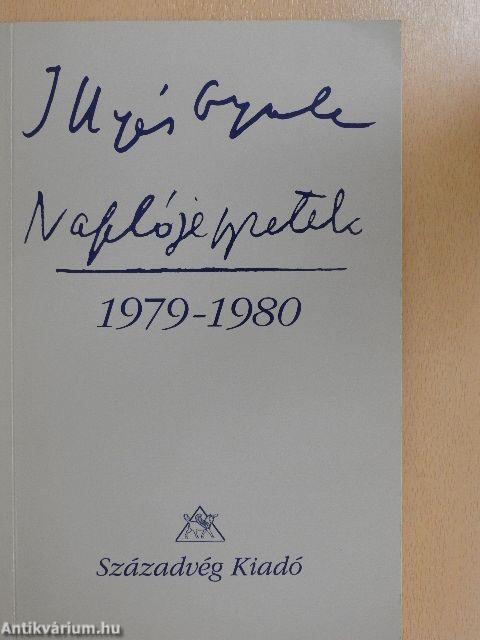 Illyés Gyula
Naplójegyzetek
1979-1980
Századvég Kiadó
Antikvárium.hu